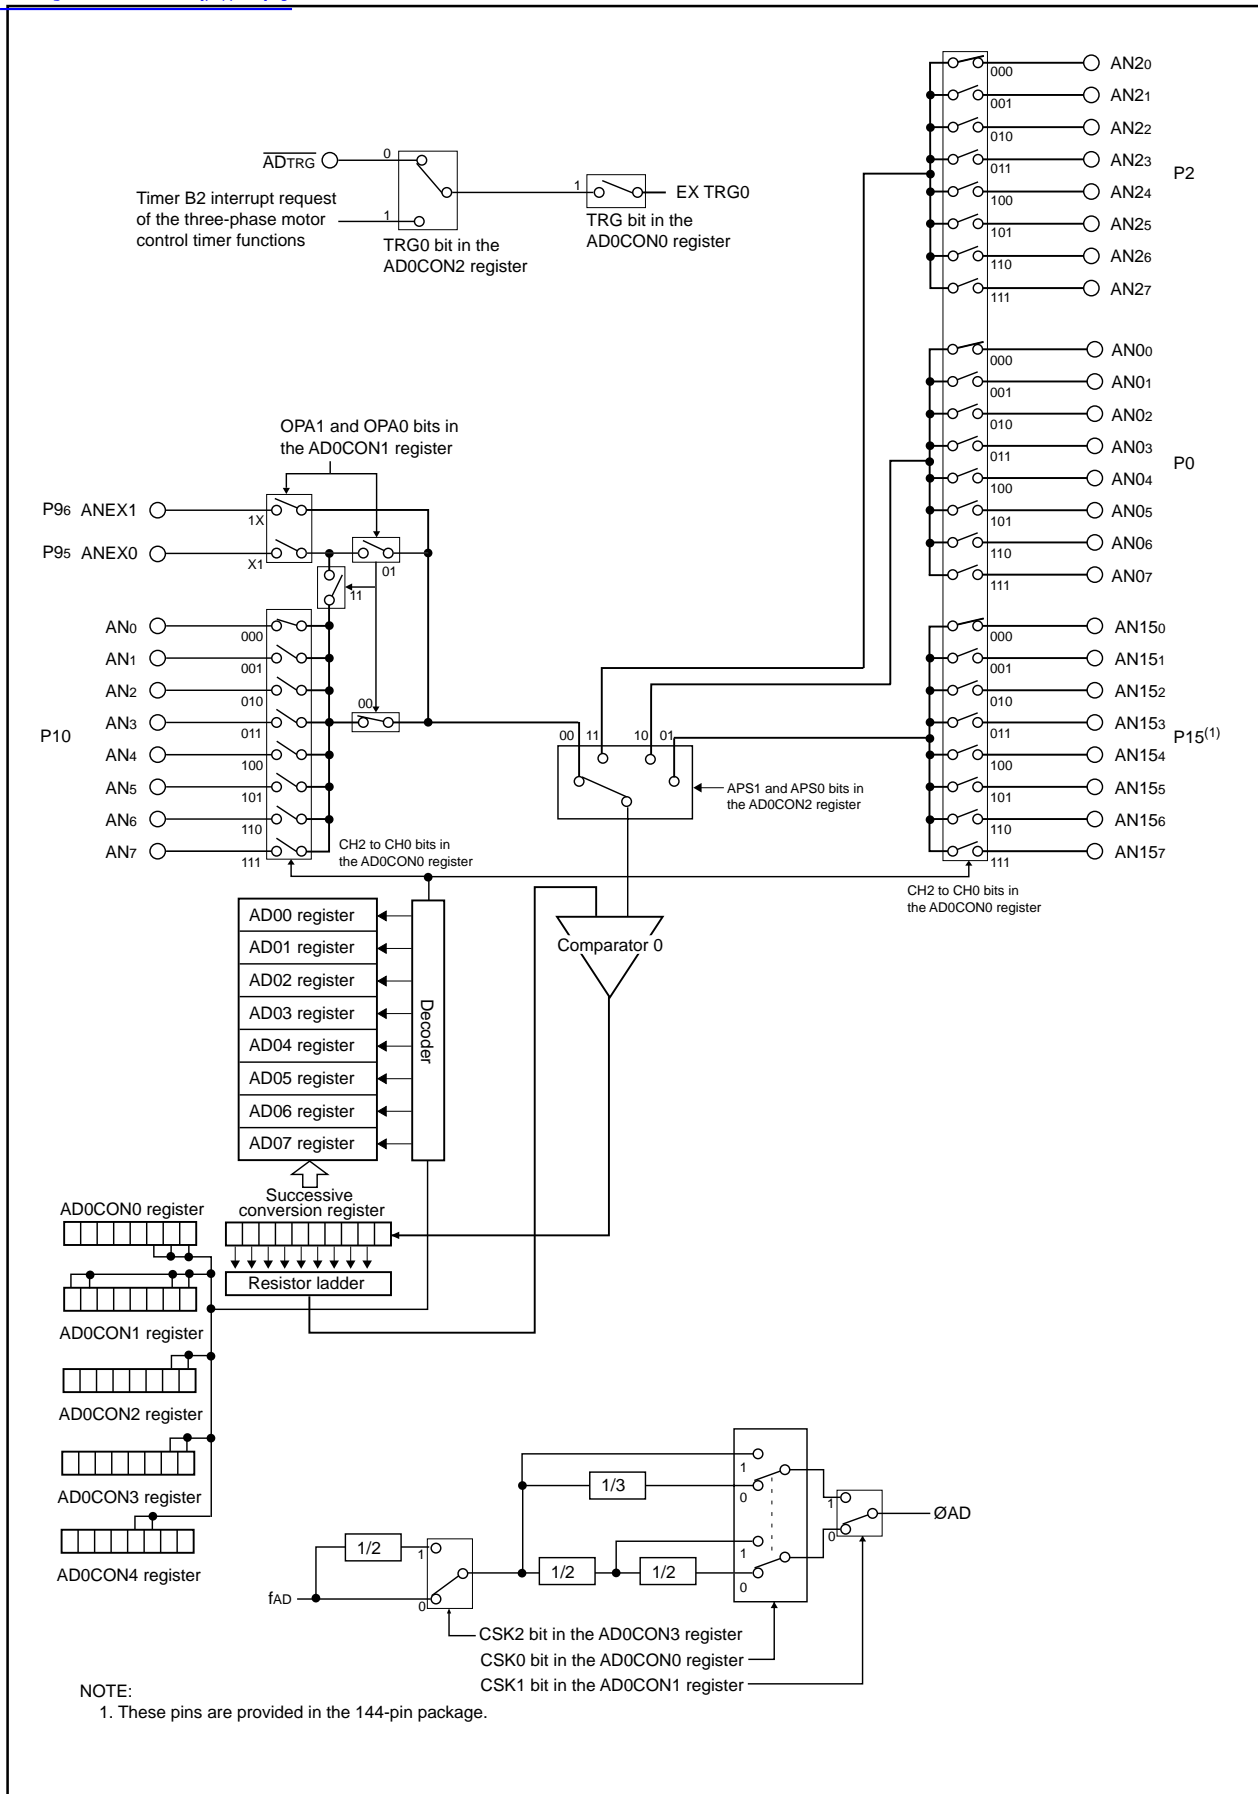 ADTRG
0
Timer B2 interrupt request
of the three-phase motor
control timer functions
1
TRG0 bit in the
AD0CON2 register
1
EX TRG0
TRG bit in the
AD0CON0 register
000 AN20
001 AN21
010 AN22
011 AN23
P2
100 AN24
101 AN25
110 AN26
111 AN27
000 AN00
001 AN01
010 AN02
011 AN03
P0
100 AN04
101 AN05
110 AN06
111 AN07
000 AN150
001 AN151
010 AN152
011 AN153
P15(1)
100 AN154
101 AN155
110 AN156
111 AN157
CH2 to CH0 bits in
the AD0CON0 register
OPA1 and OPA0 bits in
the AD0CON1 register
P96 ANEX1
1X
P95 ANEX0
X1
01
11
00
AN0 000
AN1 001
AN2 010
AN3 011
P10
AN4 100
AN5 101
AN6 110
AN7 111
CH2 to CH0 bits in
the AD0CON0 register
00 11 10 01
APS1 and APS0 bits in
the AD0CON2 register
Comparator 0
AD00 register
AD01 register
AD02 register
AD03 register
AD04 register
AD05 register
AD06 register
AD07 register
Decoder
Successive
conversion register
Resistor ladder
AD0CON0 register
AD0CON1 register
AD0CON2 register
AD0CON3 register
AD0CON4 register
fAD
1/2
1
0
1/3
1/2
1/2
1
0
1
0
1
0
ØAD
CSK2 bit in the AD0CON3 register
CSK0 bit in the AD0CON0 register
CSK1 bit in the AD0CON1 register
NOTE:
1. These pins are provided in the 144-pin package.